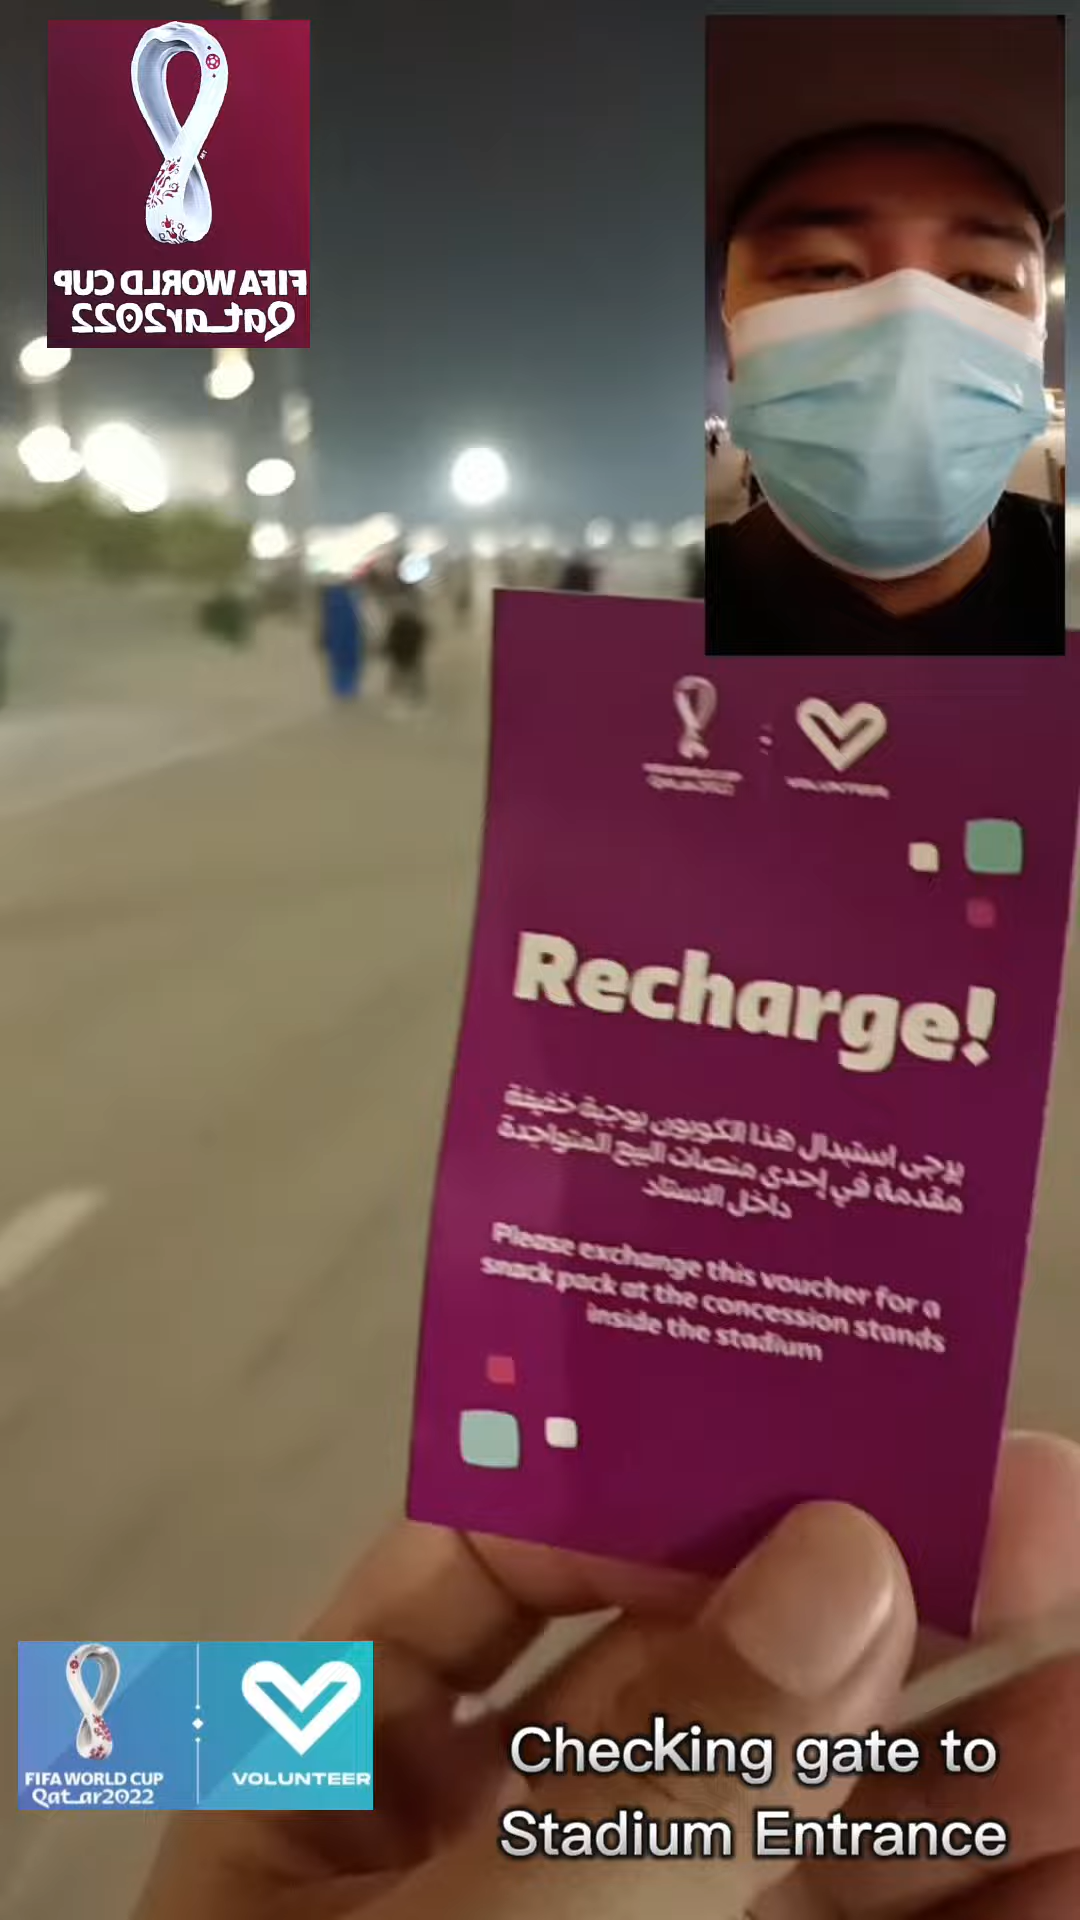 FIFA WORLD CUP
Qatar2022
VOLUNTEER
Recharge!
يرجى استبدال هذا الكوبون بوجبة خفيفة
مقدمة في إحدى منصات البيع المتواجدة
داخل الاستاد
Please exchange this voucher for a
snack pack at the concession stands
inside the stadium
FIFA WORLD CUP
Qatar2022
VOLUNTEER
Checking gate to
Stadium Entrance